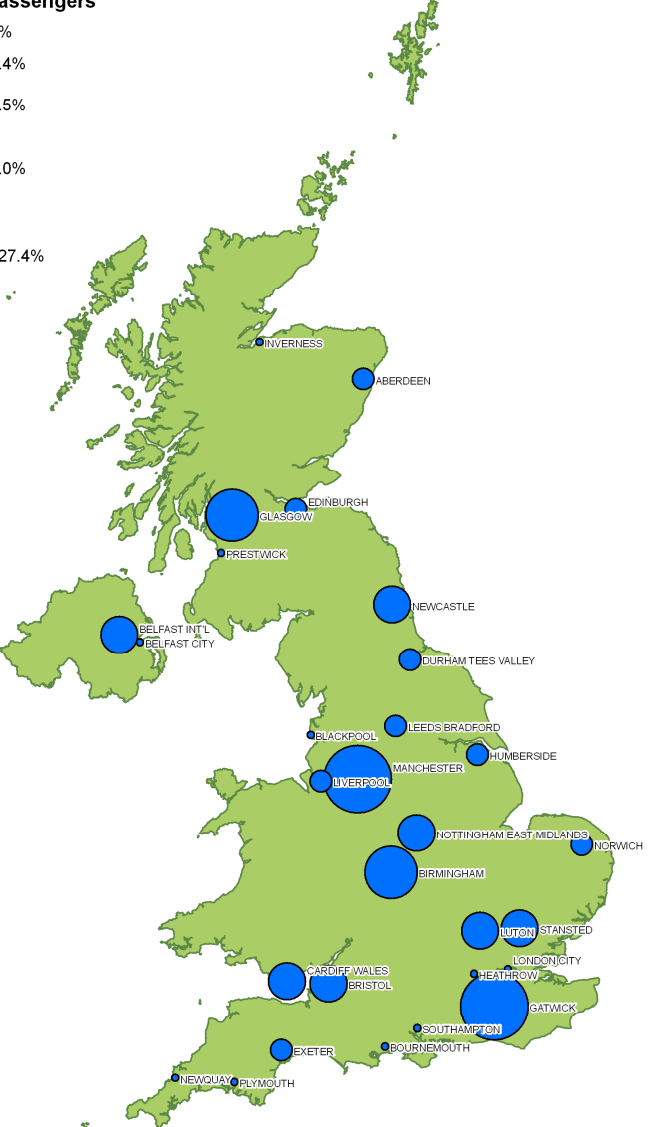 assengers
%
.4%
.5%
.0%
27.4%
INVERNESS
ABERDEEN
EDINBURGH
GLASGOW
PRESTWICK
NEWCASTLE
BELFAST INT'L
BELFAST CITY
DURHAM TEES VALLEY
LEEDS BRADFORD
BLACKPOOL
HUMBERSIDE
MANCHESTER
LIVERPOOL
NOTTINGHAM EAST MIDLANDS
NORWICH
BIRMINGHAM
LUTON
STANSTED
LONDON CITY
CARDIFF WALES
HEATHROW
BRISTOL
GATWICK
SOUTHAMPTON
BOURNEMOUTH
EXETER
NEWQUAY
PLYMOUTH